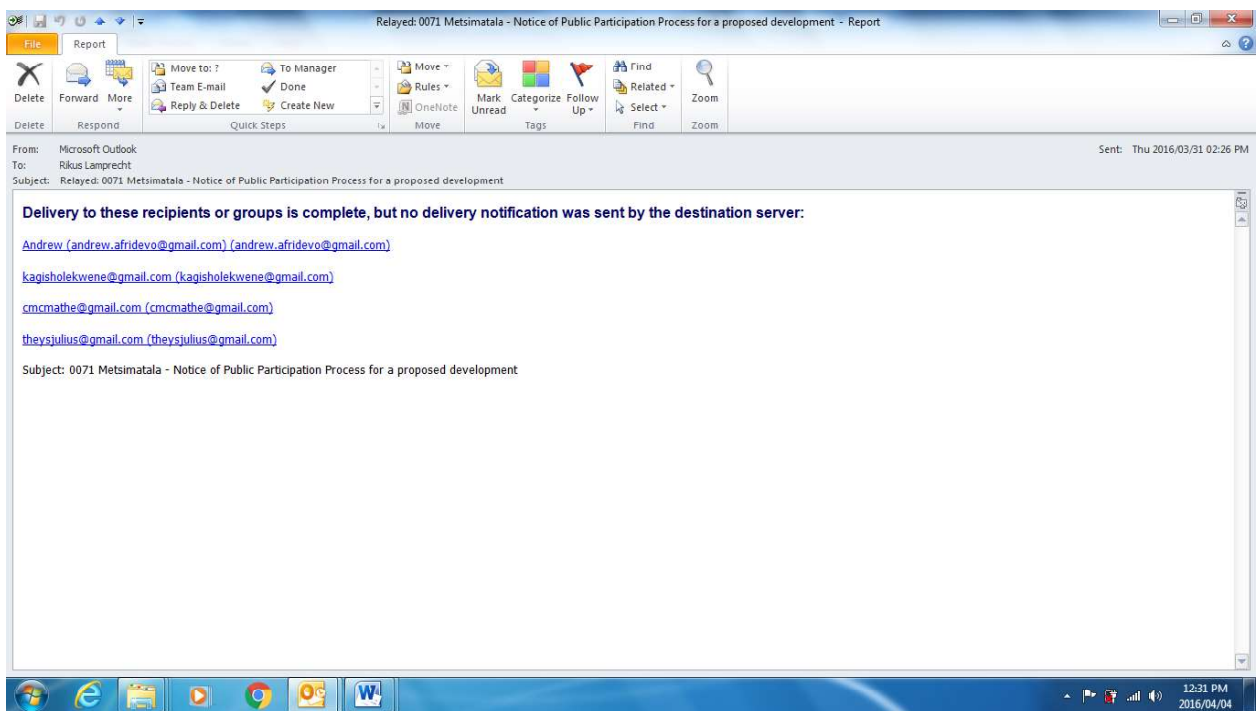 Relayed: 0071 Metsimatala - Notice of Public Participation Process for a proposed development - Report
File Report
Delete
Forward
More
Move to: ?
Team E-mail
Reply & Delete
To Manager
Done
Create New
Move
Rules
OneNote
Mark Unread
Categorize
Follow Up
Find
Related
Select
Zoom
Delete Respond Quick Steps Move Tags Find Zoom
From: Microsoft Outlook Sent: Thu 2016/03/31 02:26 PM
To: Rikus Lamprecht
Subject: Relayed: 0071 Metsimatala - Notice of Public Participation Process for a proposed development
Delivery to these recipients or groups is complete, but no delivery notification was sent by the destination server:
Andrew (andrew.afridevo@gmail.com) (andrew.afridevo@gmail.com)
kagisholekwene@gmail.com (kagisholekwene@gmail.com)
cmcmathe@gmail.com (cmcmathe@gmail.com)
theysjulius@gmail.com (theysjulius@gmail.com)
Subject: 0071 Metsimatala - Notice of Public Participation Process for a proposed development
12:31 PM
2016/04/04